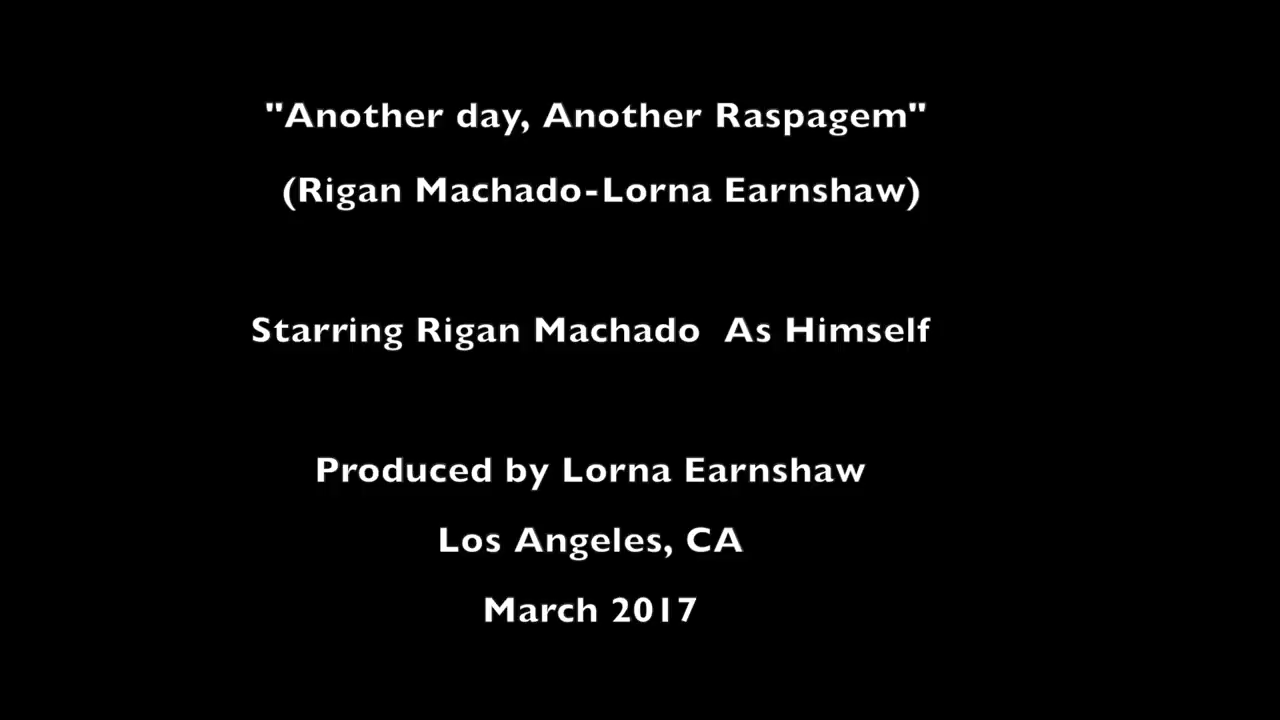 "Another day, Another Raspagem"
(Rigan Machado-Lorna Earnshaw)
Starring Rigan Machado  As Himself
Produced by Lorna Earnshaw
Los Angeles, CA
March 2017